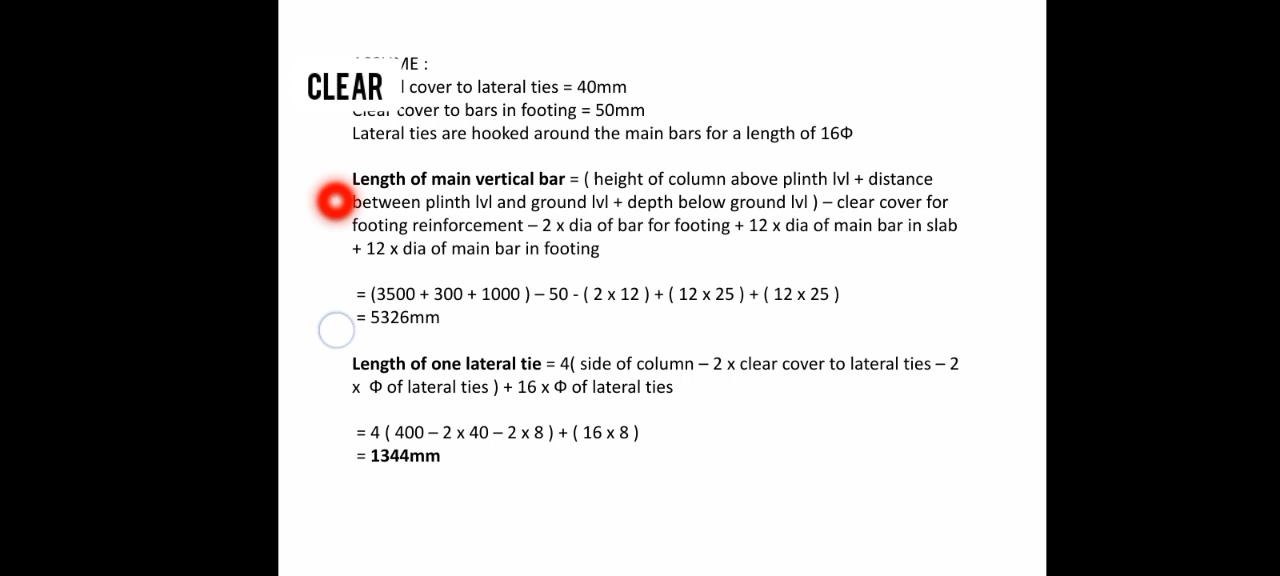 CLEAR
cover to lateral ties = 40mm
cover to bars in footing = 50mm
Lateral ties are hooked around the main bars for a length of 16Φ
Length of main vertical bar = ( height of column above plinth lvl + distance
between plinth lvl and ground lvl + depth below ground lvl ) – clear cover for
footing reinforcement – 2 x dia of bar for footing + 12 x dia of main bar in slab
+ 12 x dia of main bar in footing
= (3500 + 300 + 1000 ) – 50 - ( 2 x 12 ) + ( 12 x 25 ) + ( 12 x 25 )
= 5326mm
Length of one lateral tie = 4( side of column – 2 x clear cover to lateral ties – 2
x Φ of lateral ties ) + 16 x Φ of lateral ties
= 4 ( 400 – 2 x 40 – 2 x 8 ) + ( 16 x 8 )
= 1344mm